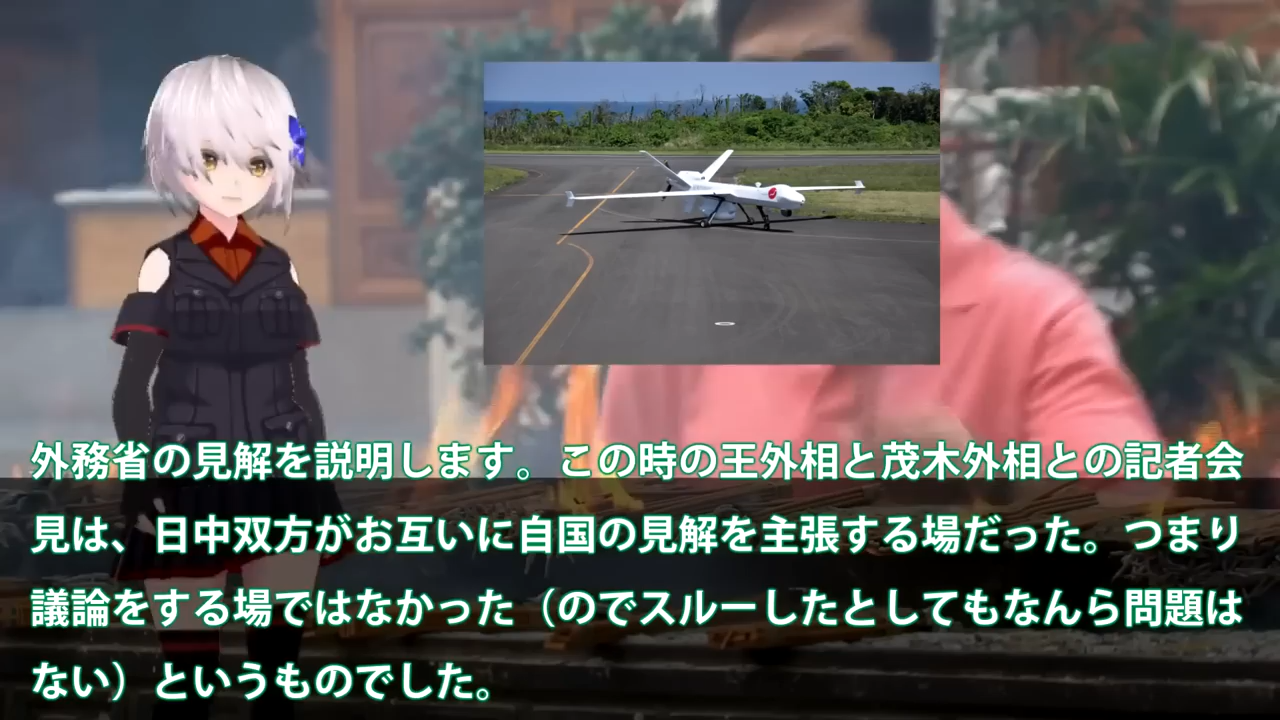 外務省の見解を説明します。この時の王外相と茂木外相との記者会
見は、日中双方がお互いに自国の見解を主張する場だった。つまり
議論をする場ではなかった（のでスルーしたとしてもなんら問題は
ない）というものでした。